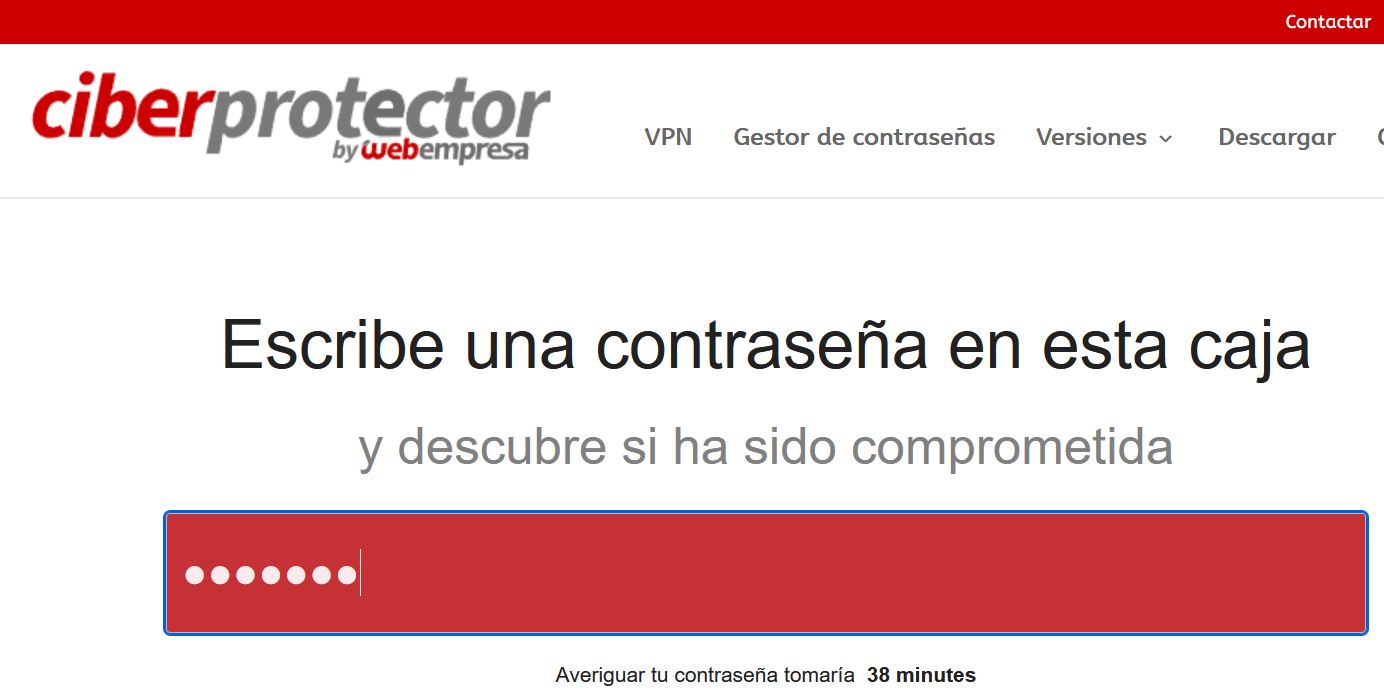 Contactar
ciberprotector
by webempresa
VPN Gestor de contraseñas Versiones Descargar
Escribe una contraseña en esta caja
y descubre si ha sido comprometida
Averiguar tu contraseña tomaría 38 minutes